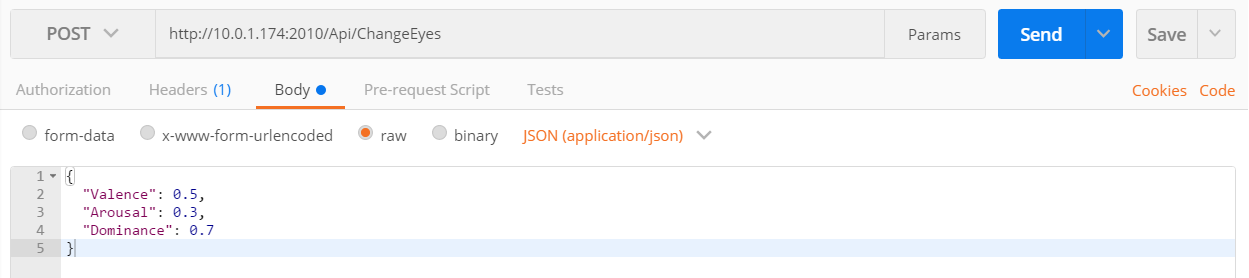 POST http://10.0.1.174:2010/Api/ChangeEyes Params Send Save
Authorization Headers (1) Body Pre-request Script Tests Cookies Code
form-data x-www-form-urlencoded raw binary JSON (application/json)
1 {
2 "Valence": 0.5,
3 "Arousal": 0.3,
4 "Dominance": 0.7
5 }